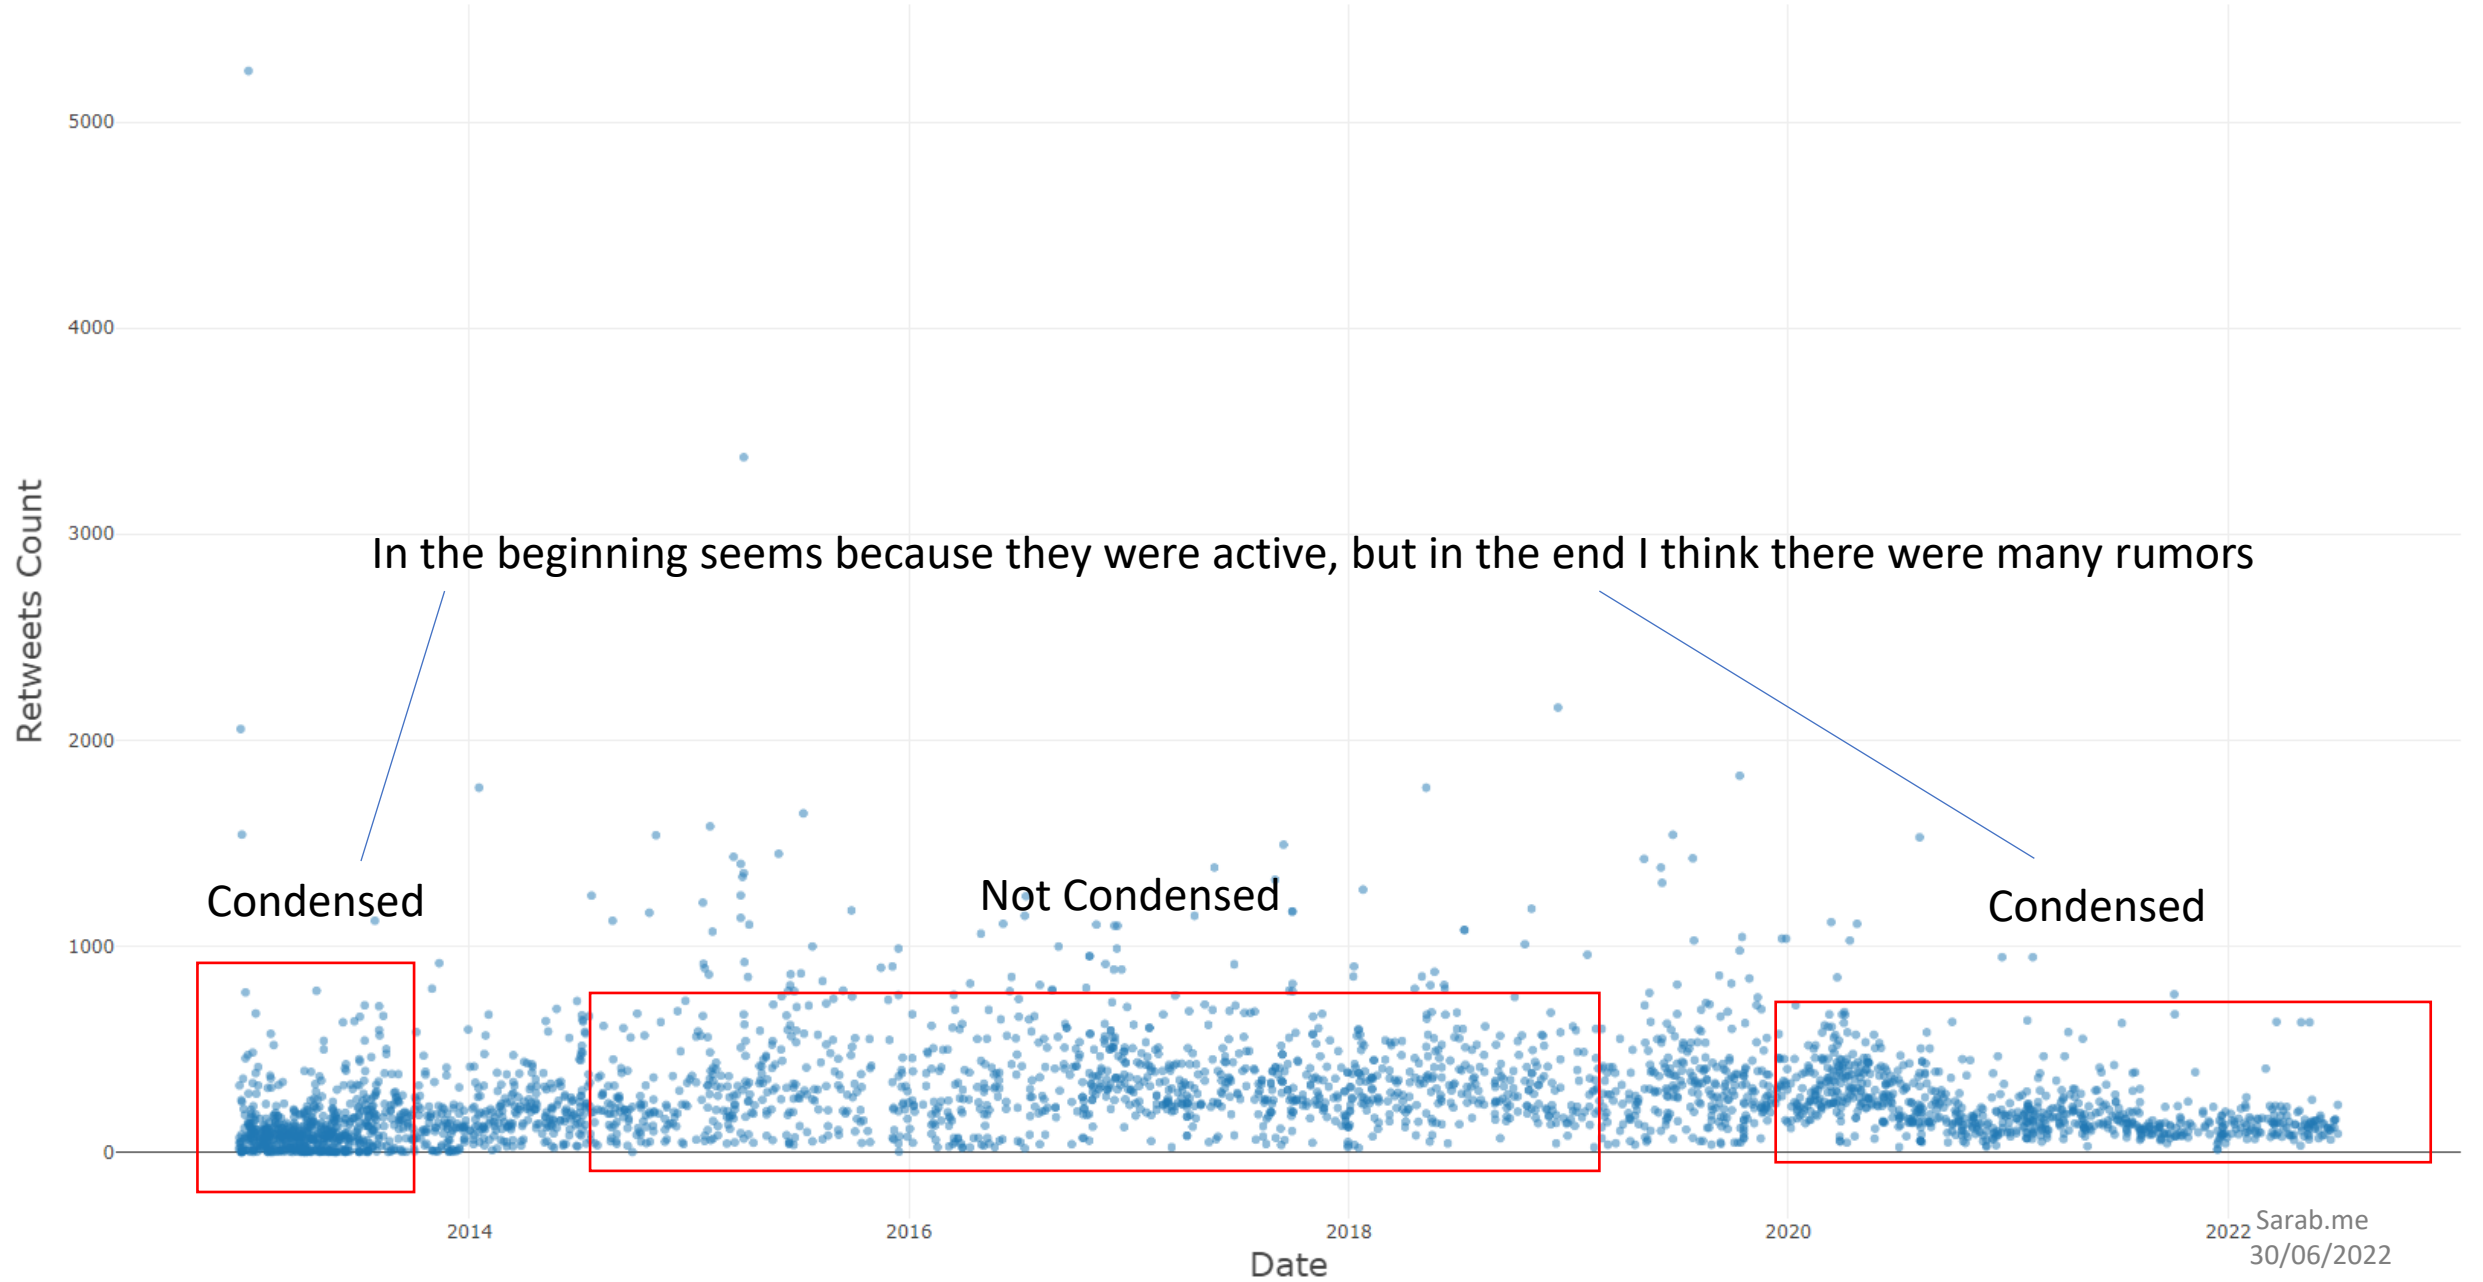 5000
4000
3000
2000
1000
0
Retweets Count
In the beginning seems because they were active, but in the end I think there were many rumors
Condensed
Not Condensed
Condensed
2014
2016
2018
2020
2022
Date
Sarab.me
30/06/2022